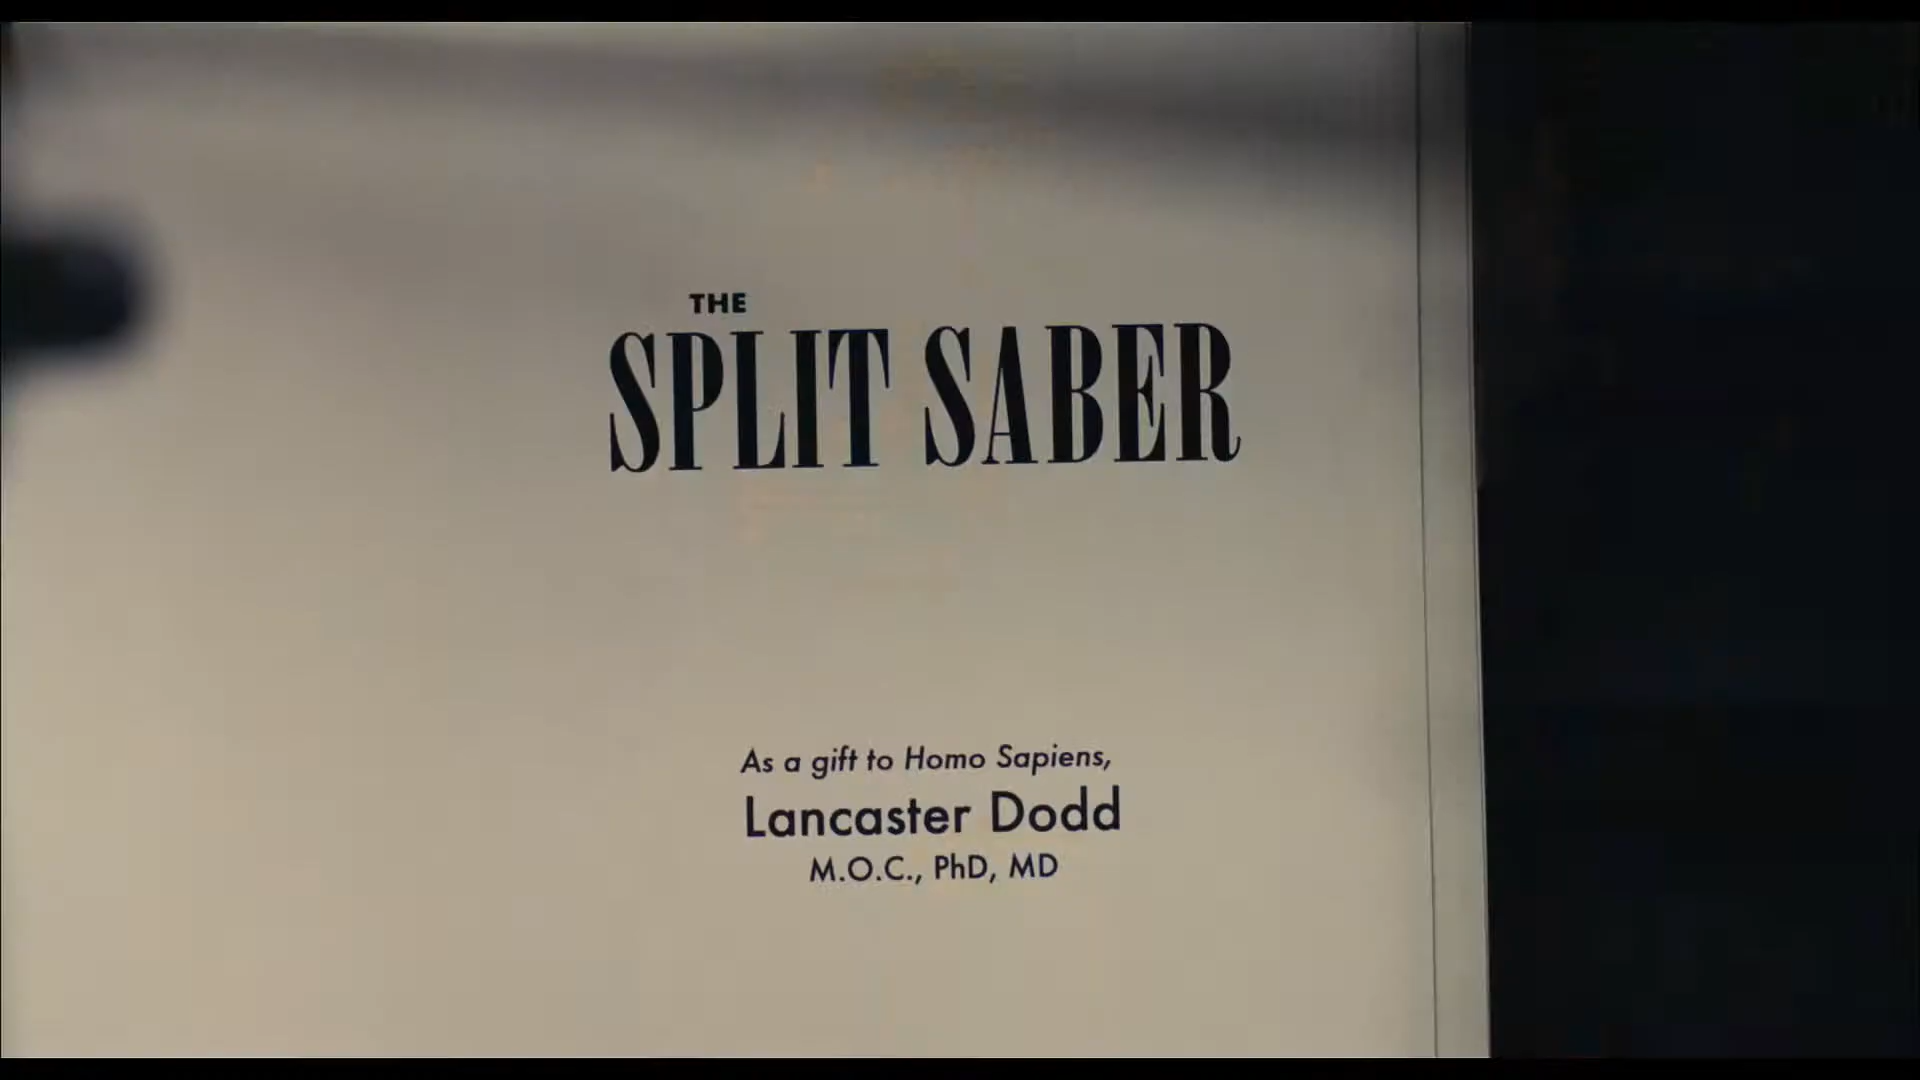 THE
SPLIT SABER
As a gift to Homo Sapiens,
Lancaster Dodd
M.O.C., PhD, MD